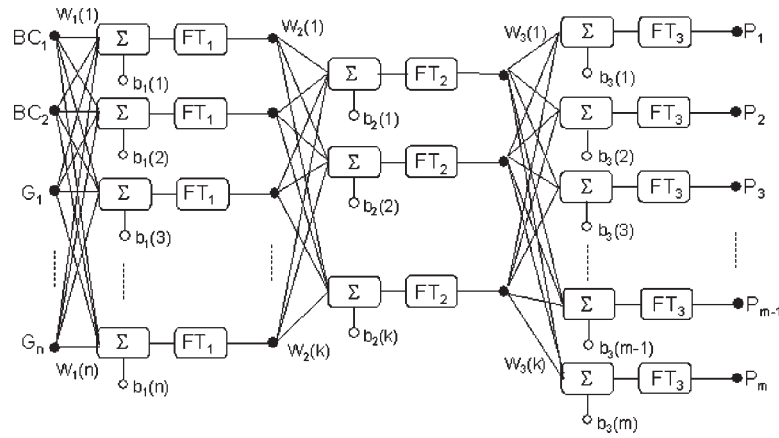 W₁(1) W₂(1) W₃(1)
BC₁ Σ FT₁ Σ FT₃ P₁
b₁(1) Σ FT₂ b₃(1)
BC₂ Σ FT₁ b₂(1) Σ FT₃ P₂
b₁(2) Σ FT₂ b₃(2)
G₁ Σ FT₁ b₂(2) Σ FT₃ P₃
b₁(3) b₃(3)
Σ FT₂ Σ FT₃ Pₘ₋₁
Gₙ Σ FT₁ W₂(k) b₂(k) b₃(m-1)
W₁(n) W₃(k) Σ FT₃ Pₘ
b₁(n) b₃(m)